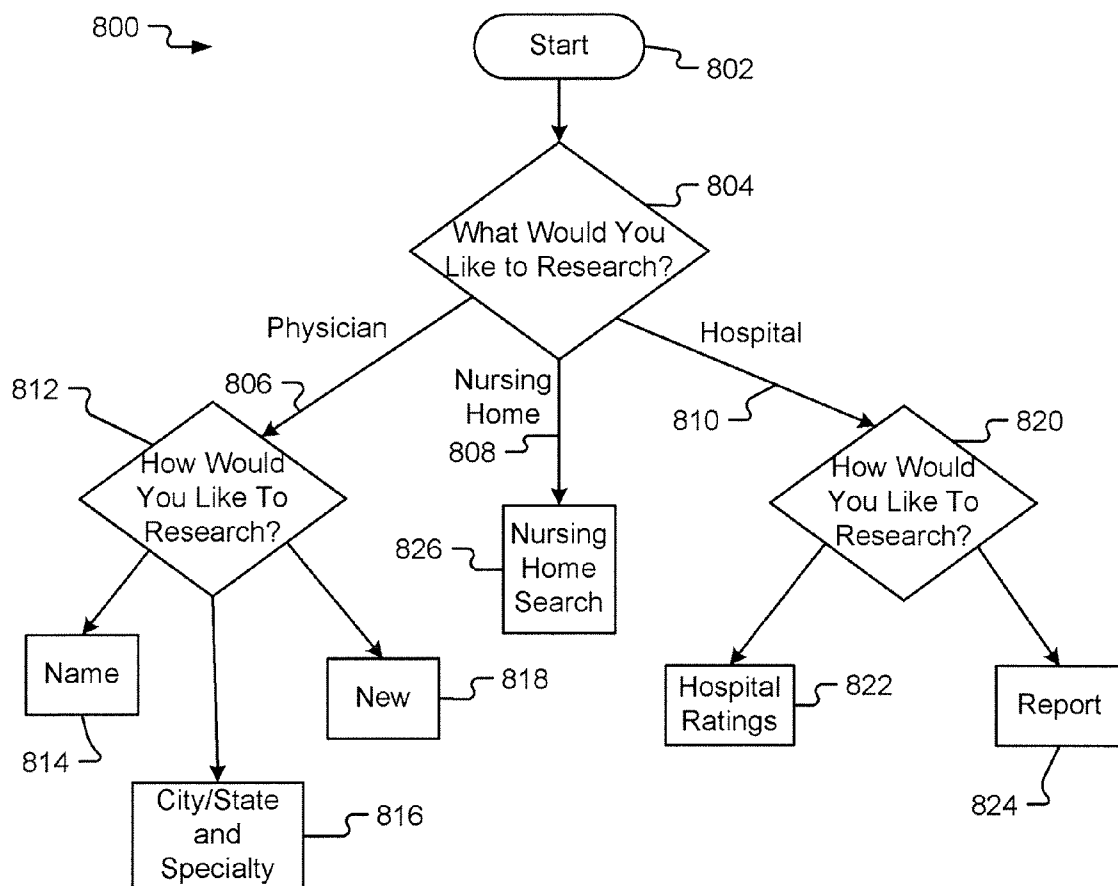 800
Start
802
804
What Would You
Like to Research?
Physician
Hospital
812
806
Nursing
Home
808
810
820
How Would
You Like To
Research?
How Would
You Like To
Research?
826
Nursing
Home
Search
Name
New
818
Hospital
Ratings
822
Report
814
824
City/State
and
Specialty
816